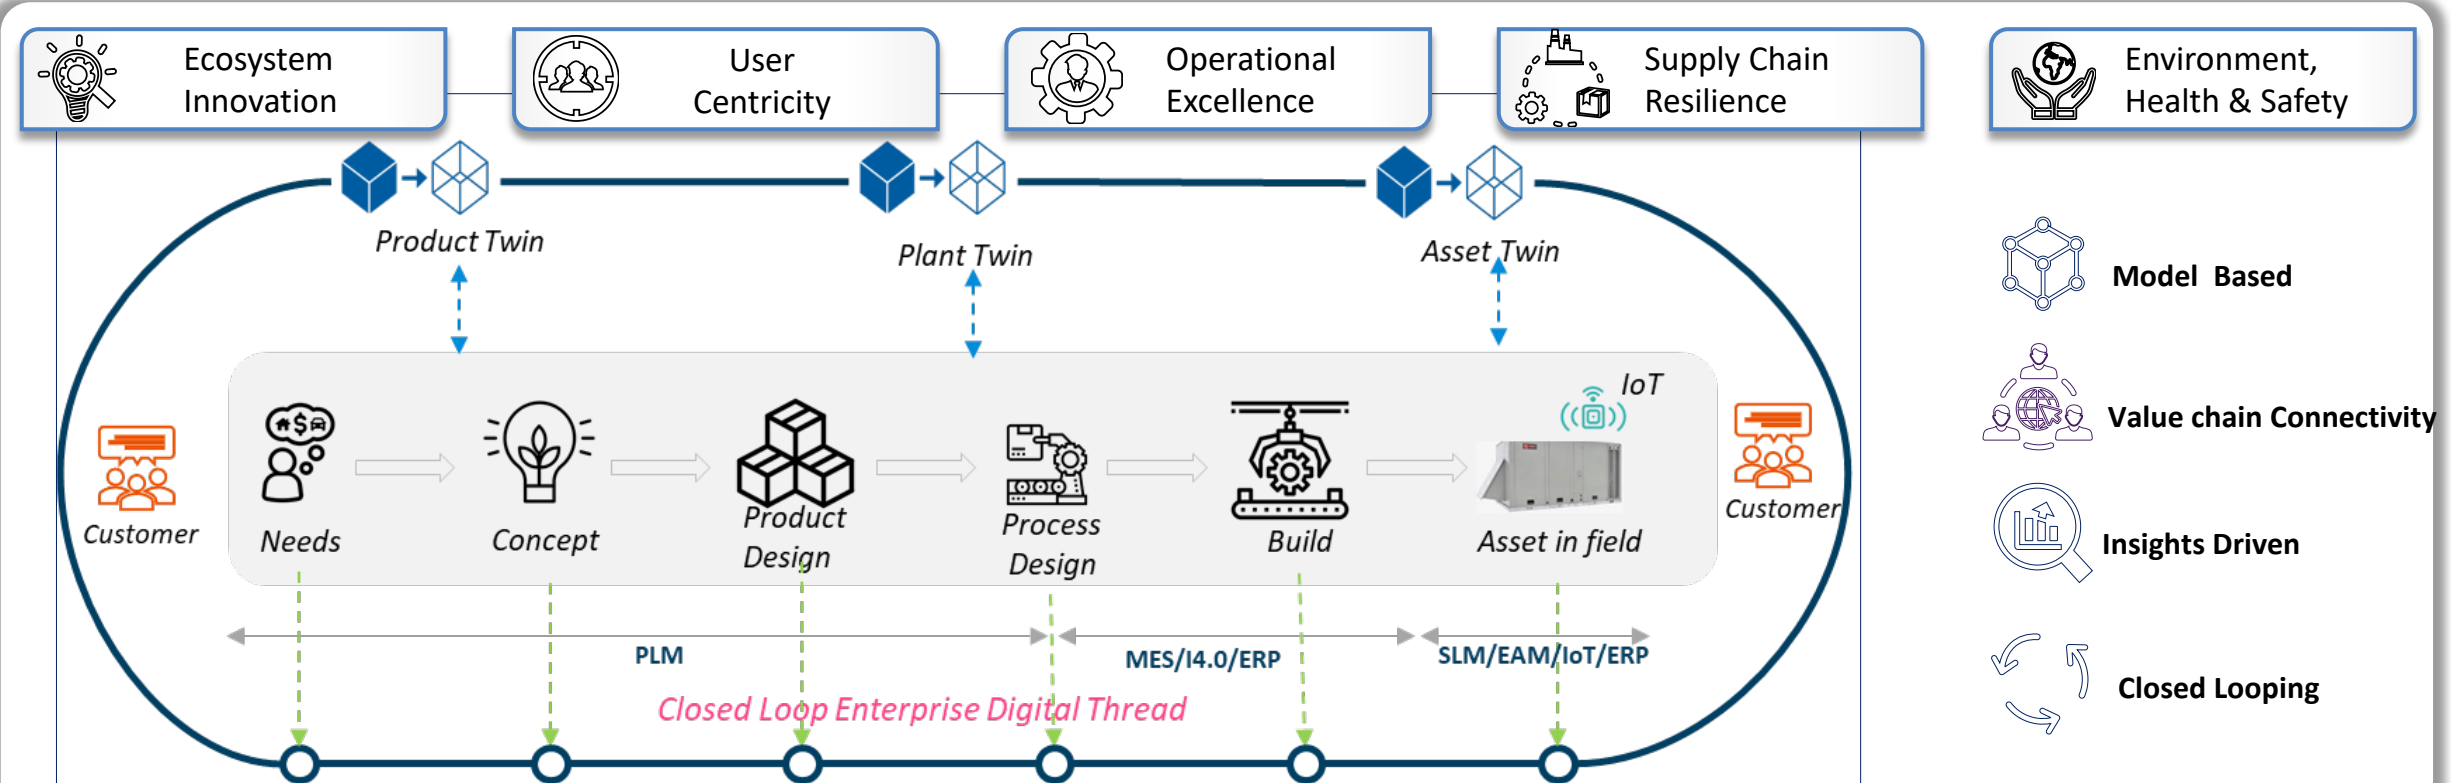 Ecosystem
Innovation
User
Centricity
Operational
Excellence
Supply Chain
Resilience
Environment,
Health & Safety
Product Twin
Plant Twin
Asset Twin
Model  Based
Value chain Connectivity
Insights Driven
Closed Looping
IoT
Customer
Needs
Concept
Product
Design
Process
Design
Build
Asset in field
Customer
PLM
MES/I4.0/ERP
SLM/EAM/IoT/ERP
Closed Loop Enterprise Digital Thread